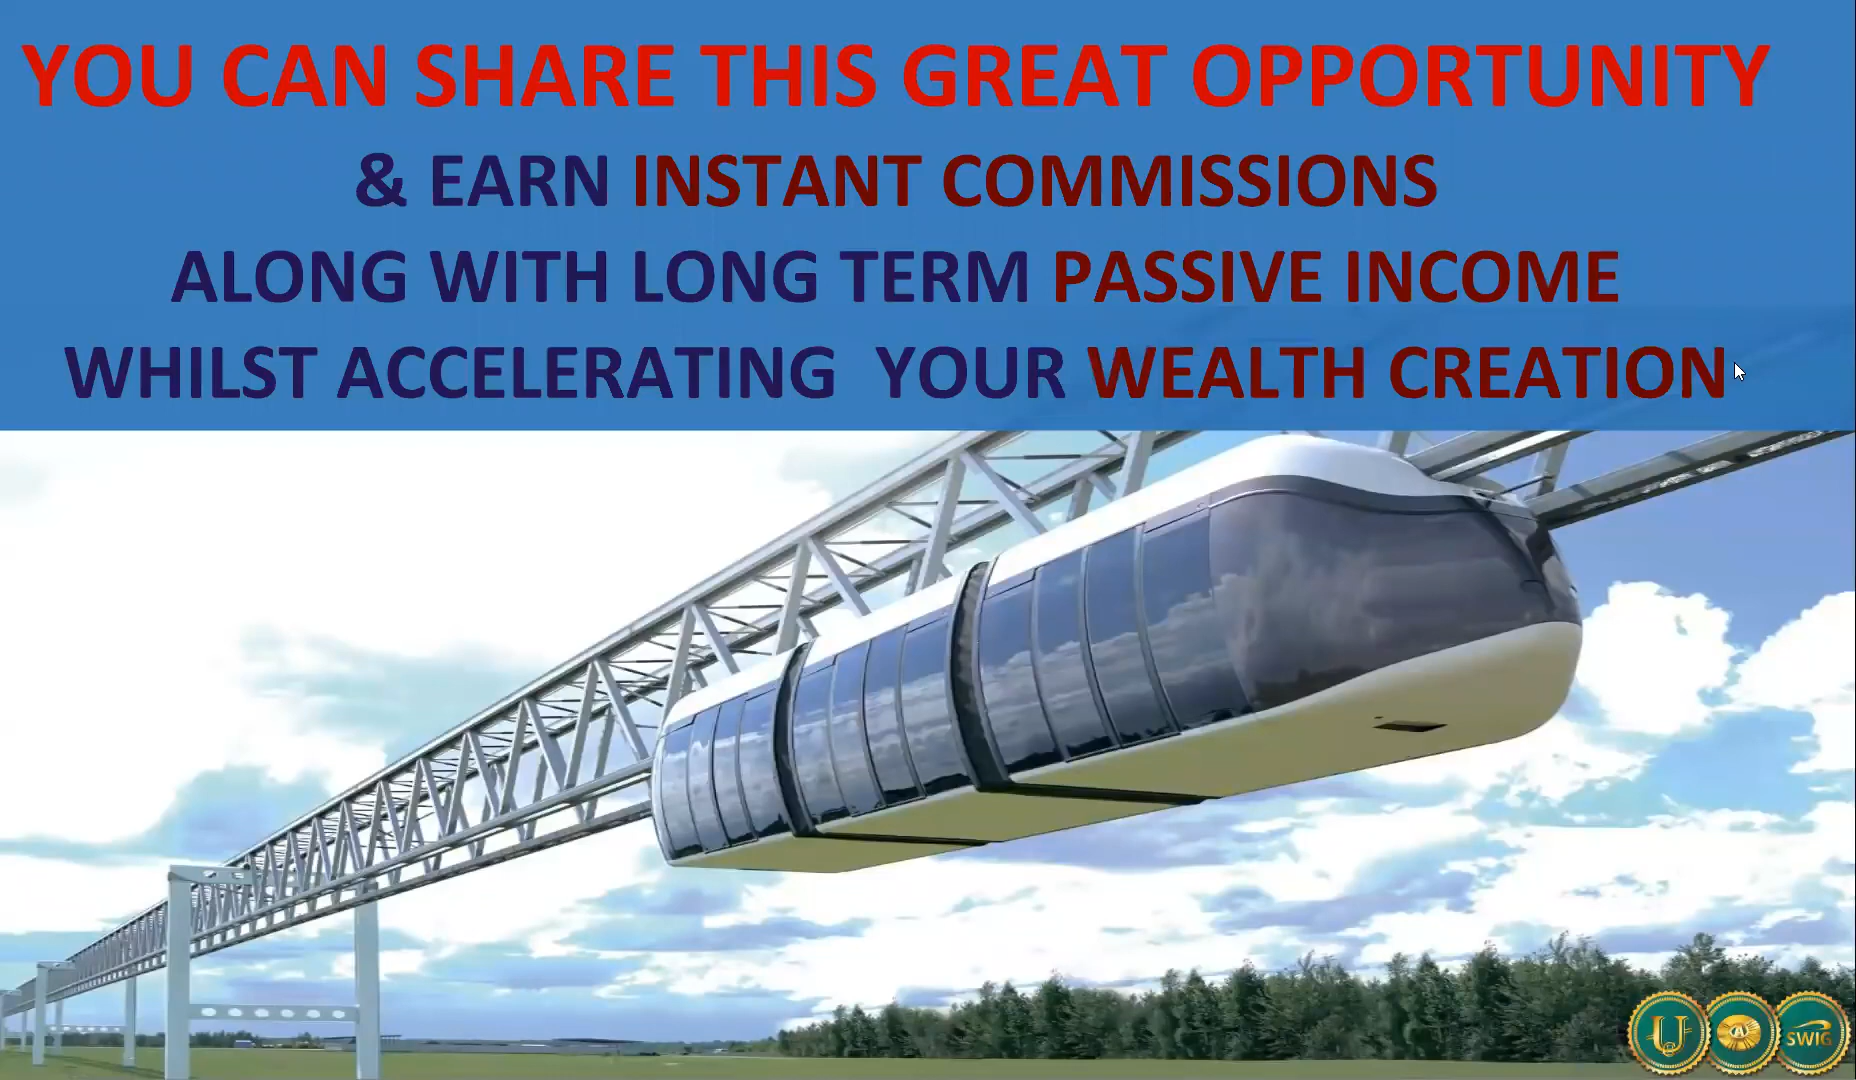 YOU CAN SHARE THIS GREAT OPPORTUNITY
& EARN INSTANT COMMISSIONS
ALONG WITH LONG TERM PASSIVE INCOME
WHILST ACCELERATING YOUR WEALTH CREATION
SWIG